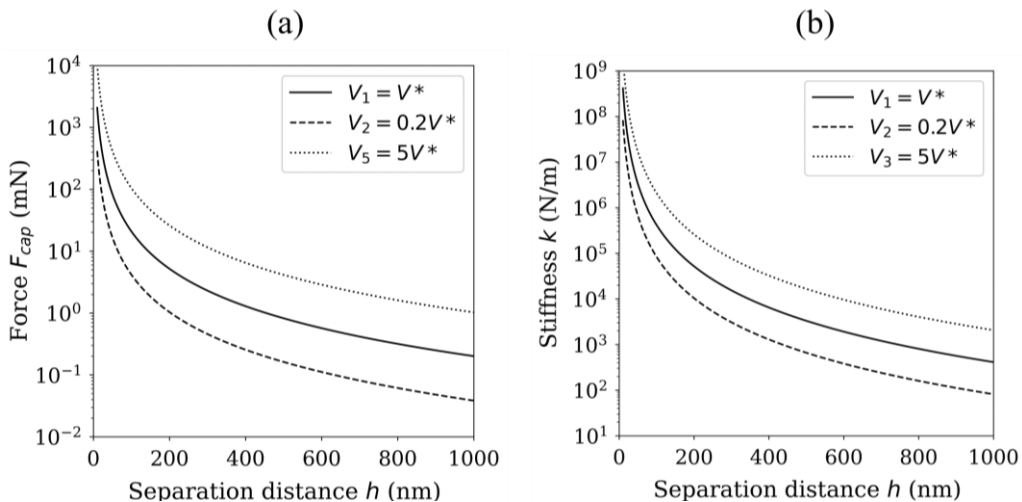 (a)
Force F_cap (mN)
10^4
10^3
10^2
10^1
10^0
10^-1
10^-2
V_1 = V*
V_2 = 0.2V*
V_5 = 5V*
0 200 400 600 800 1000
Separation distance h (nm)
(b)
Stiffness k (N/m)
10^9
10^8
10^7
10^6
10^5
10^4
10^3
10^2
10^1
V_1 = V*
V_2 = 0.2V*
V_3 = 5V*
0 200 400 600 800 1000
Separation distance h (nm)